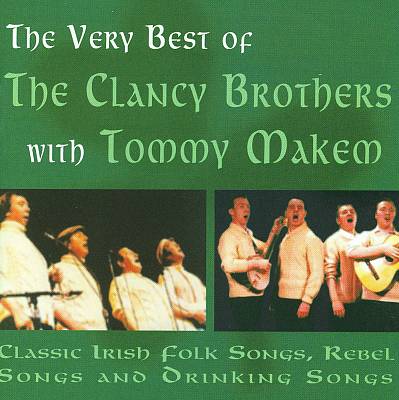 The Very Best of
The Clancy Brothers
with Tommy Makem
Classic Irish Folk Songs, Rebel
Songs and Drinking Songs